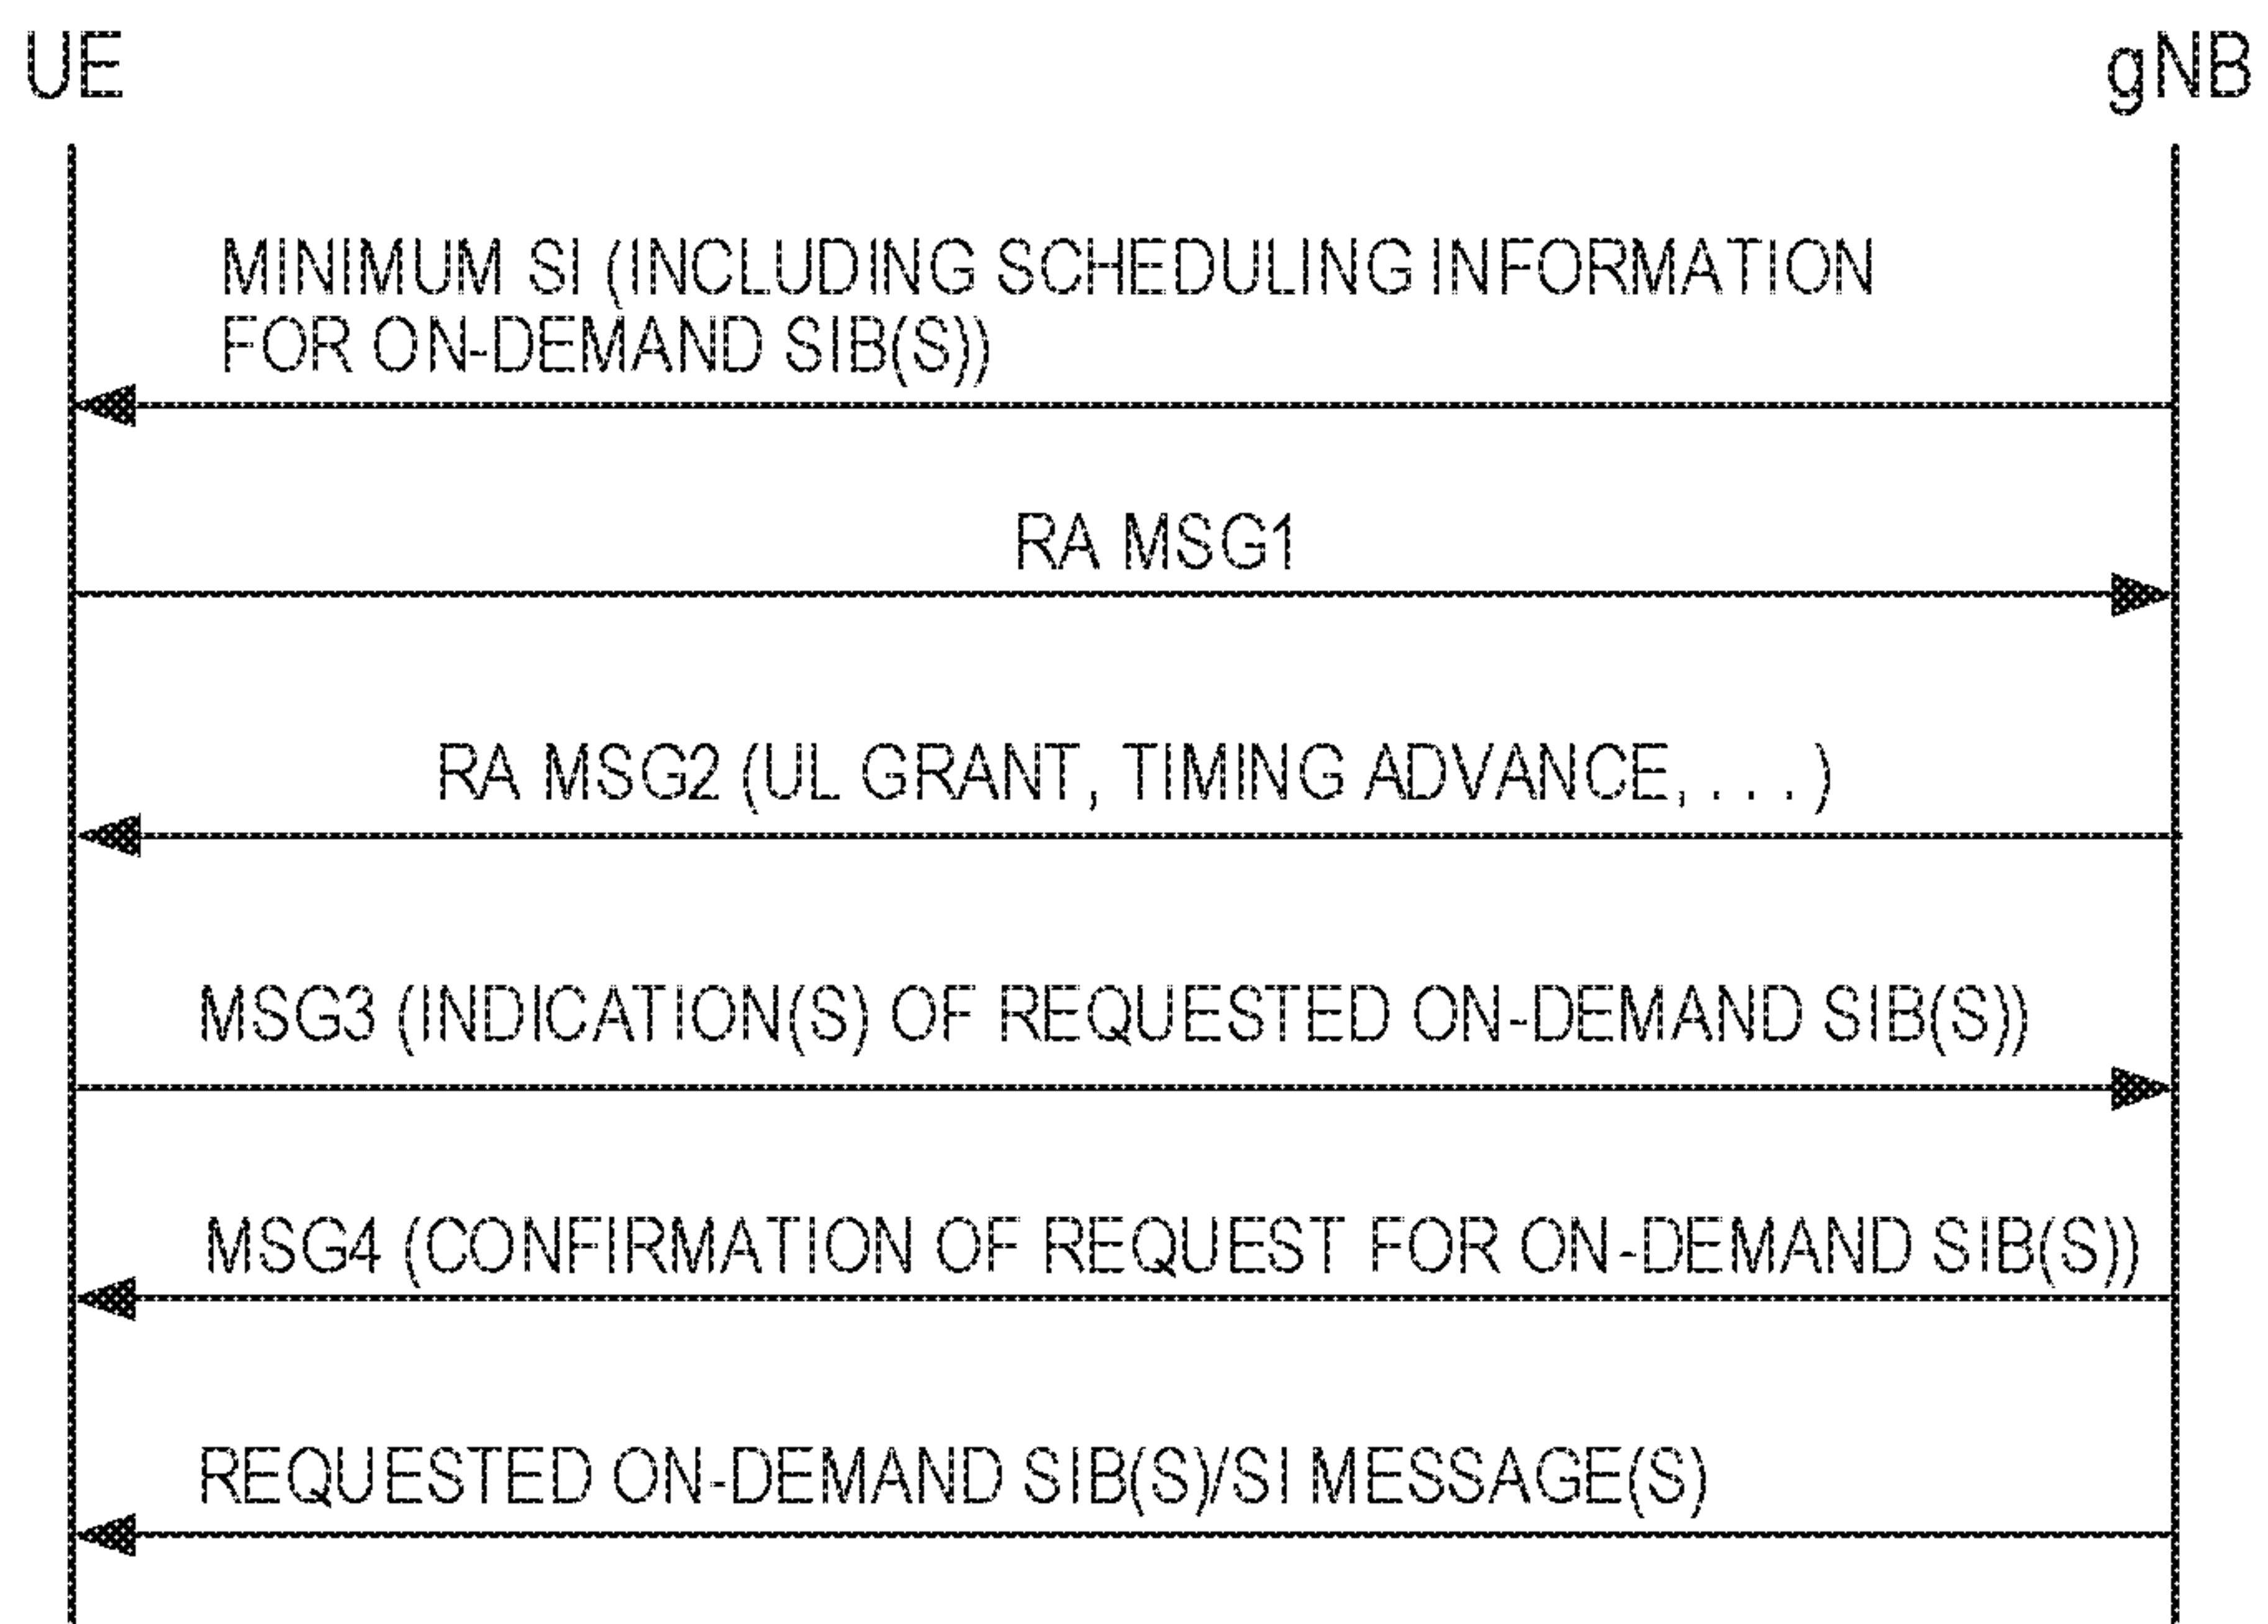 UE
gNB
MINIMUM SI (INCLUDING SCHEDULING INFORMATION
FOR ON-DEMAND SIB(S))
RA MSG1
RA MSG2 (UL GRANT, TIMING ADVANCE, . . . )
MSG3 (INDICATION(S) OF REQUESTED ON-DEMAND SIB(S))
MSG4 (CONFIRMATION OF REQUEST FOR ON-DEMAND SIB(S))
REQUESTED ON-DEMAND SIB(S)/SI MESSAGE(S)